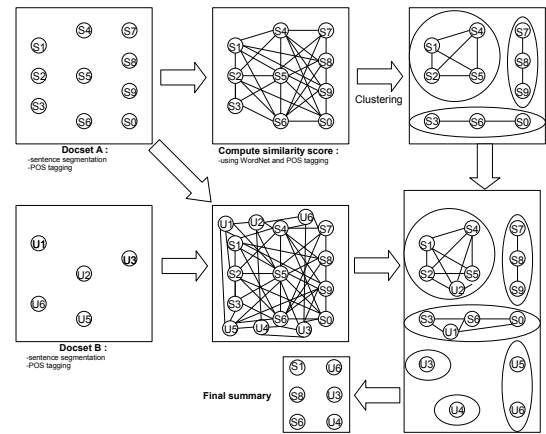 S4 S7
S1
S8
S2 S5
S9
S3
S6 S0
Docset A :
-sentence segmentation
-POS tagging
S4 S7
S1
S8
S2 S5
S9
S3
S6 S0
Compute similarity score :
-using WordNet and POS tagging
Clustering
S4 S7
S1
S8
S2 S5
S9
S3 S6 S0
U1 U3
U2
U6
U5
Docset B :
-sentence segmentation
-POS tagging
U1 U2 U6
S4 S7
S1
S8
S2 S5
S9
S3
S6 S0
U5 U4 U3
S4 S7
S1
S8
S2 S5
U2 S9
S3 S6 S0
U1
U3 U5
U4 U6
Final summary
S1 U6
S8 U3
S6 U4